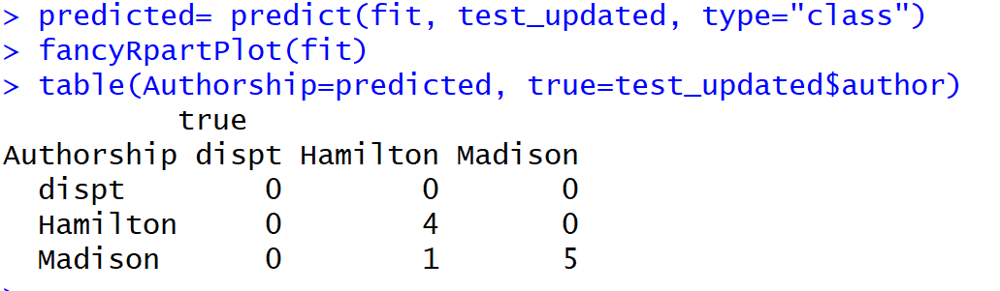 > predicted= predict(fit, test_updated, type="class")
> fancyRpartPlot(fit)
> table(Authorship=predicted, true=test_updated$author)
          true
Authorship dispt Hamilton Madison
  dispt        0        0       0
  Hamilton     0        4       0
  Madison      0        1       5